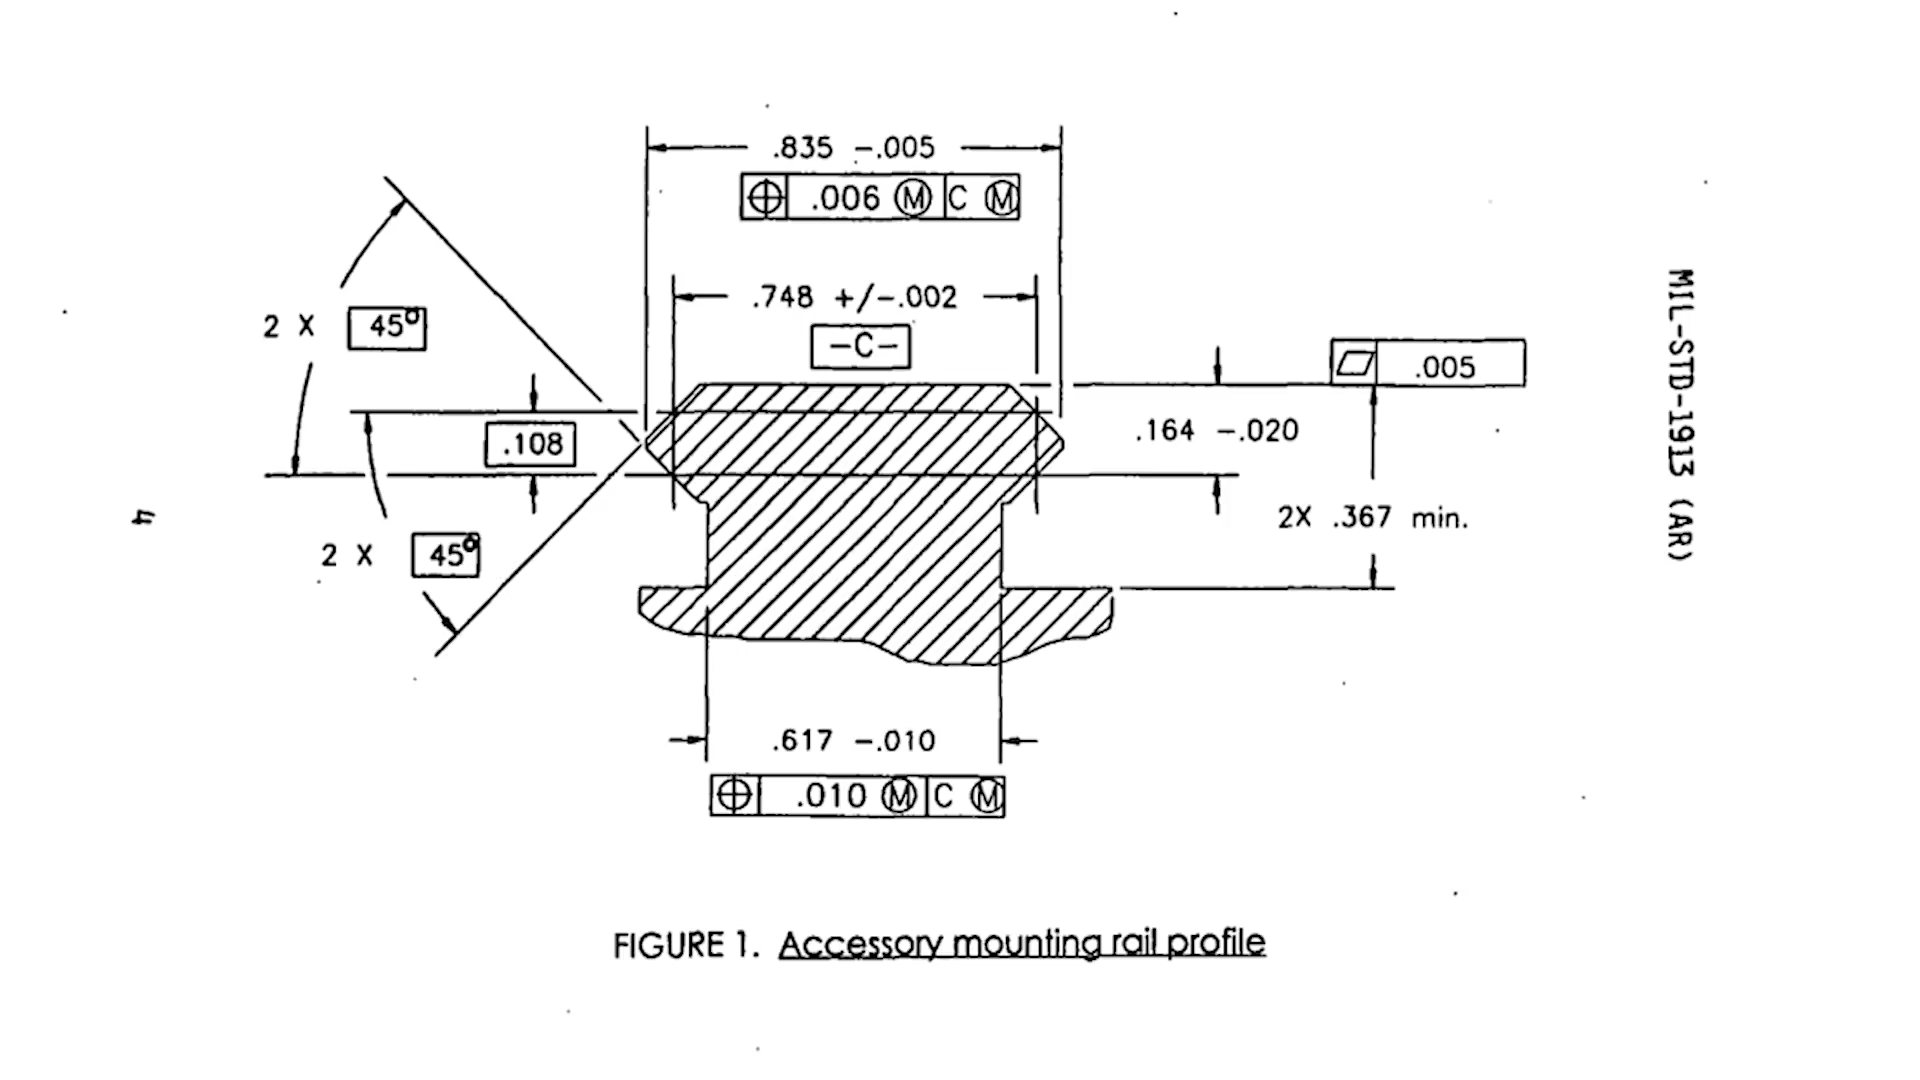 .835 -.005
⌖ .006 Ⓜ C Ⓜ
.748 +/-.002
-C-
2 X 45°
⏥ .005
.108
.164 -.020
2X .367 min.
2 X 45°
.617 -.010
⌖ .010 Ⓜ C Ⓜ
FIGURE 1. Accessory mounting rail profile
MIL-STD-1913 (AR)
4